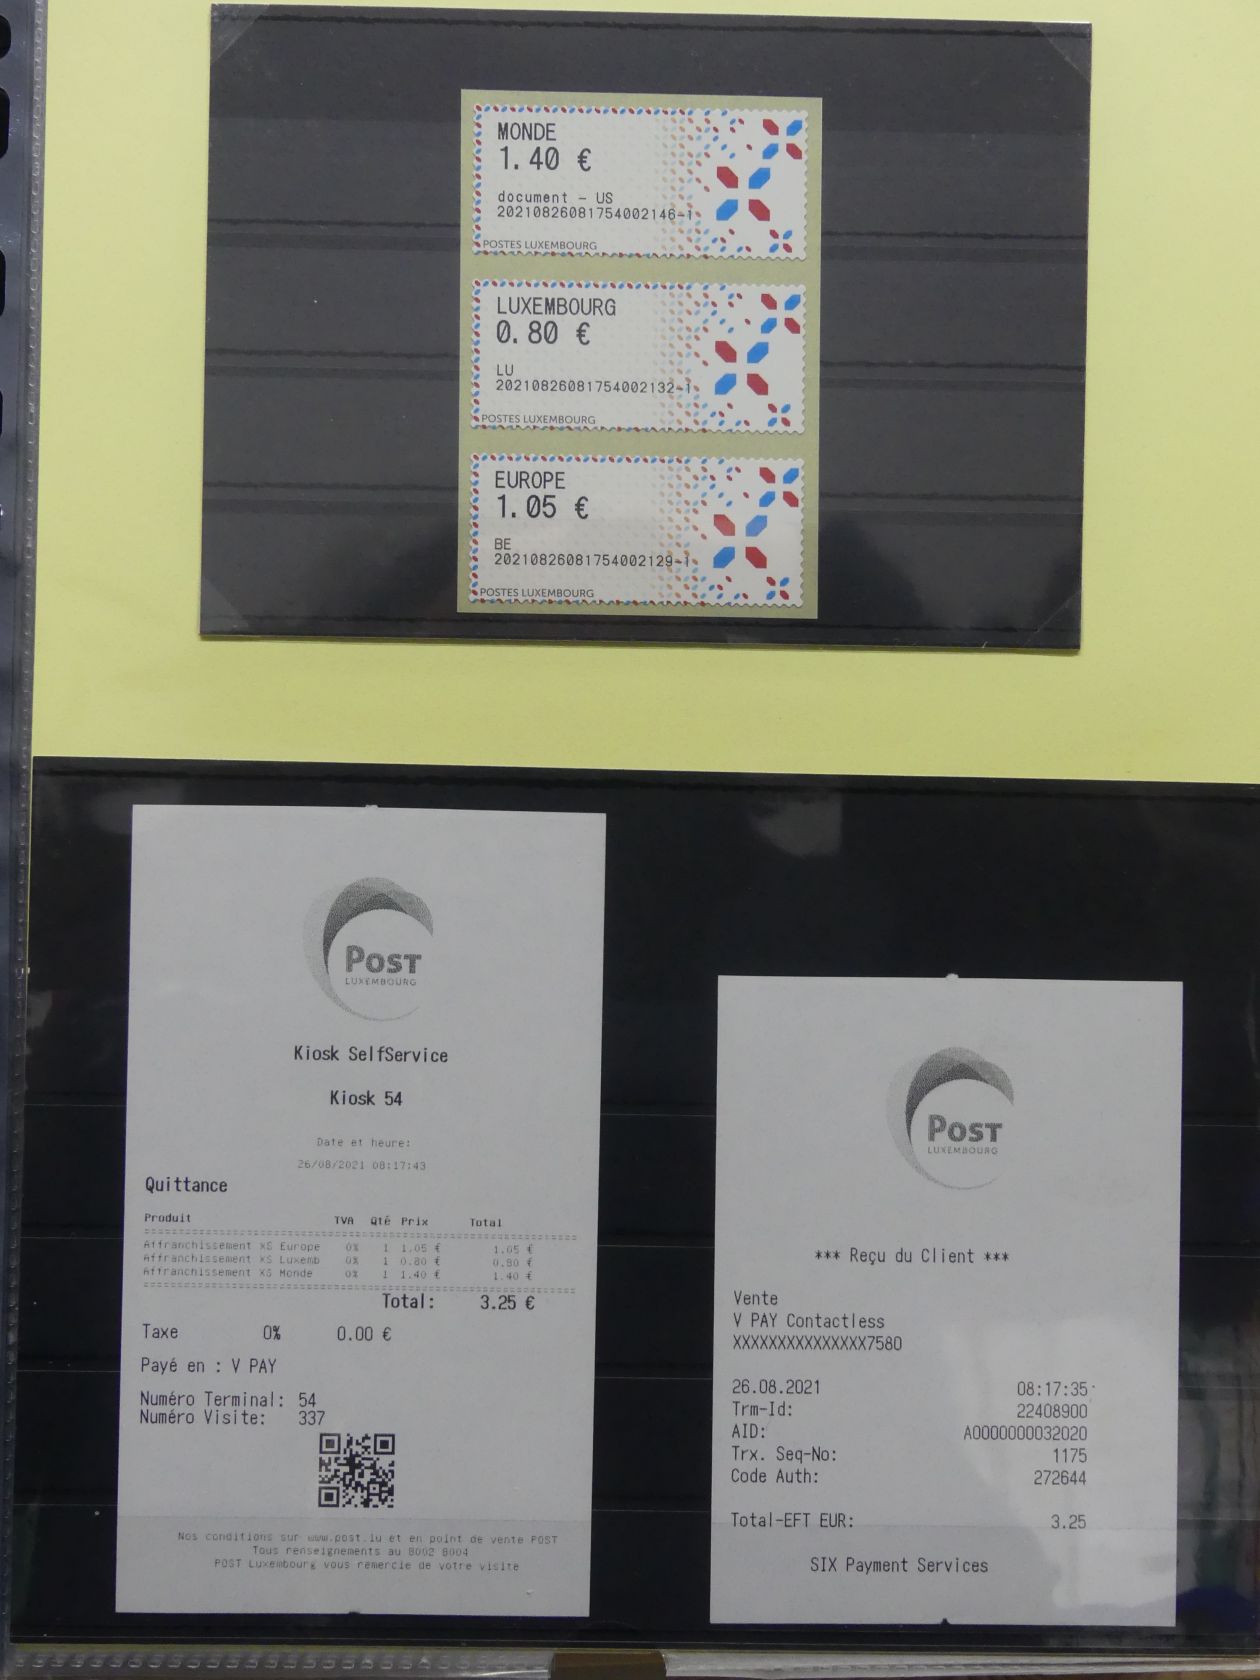 MONDE
1.40 €
document - US
20210826081754002146-1
POSTES LUXEMBOURG
LUXEMBOURG
0.80 €
LU
20210826081754002132-1
POSTES LUXEMBOURG
EUROPE
1.05 €
BE
20210826081754002129-1
POSTES LUXEMBOURG
POST
LUXEMBOURG
Kiosk SelfService
Kiosk 54
Date et heure:
26/08/2021 08:17:43
Quittance
Produit TVA Qté Prix Total
Affranchissement XS Europe 0% 1 1.05 € 1.05 €
Affranchissement XS Luxemb 0% 1 0.80 € 0.80 €
Affranchissement XS Monde 0% 1 1.40 € 1.40 €
Total: 3.25 €
Taxe 0% 0.00 €
Payé en : V PAY
Numéro Terminal: 54
Numéro Visite: 337
Nos conditions sur www.post.lu et en point de vente POST
Tous renseignements au 8002 8004
POST Luxembourg vous remercie de votre visite
POST
LUXEMBOURG
*** Reçu du Client ***
Vente
V PAY Contactless
XXXXXXXXXXXXXXX7580
26.08.2021 08:17:35
Trm-Id: 22408900
AID: A0000000032020
Trx. Seq-No: 1175
Code Auth: 272644
Total-EFT EUR: 3.25
SIX Payment Services